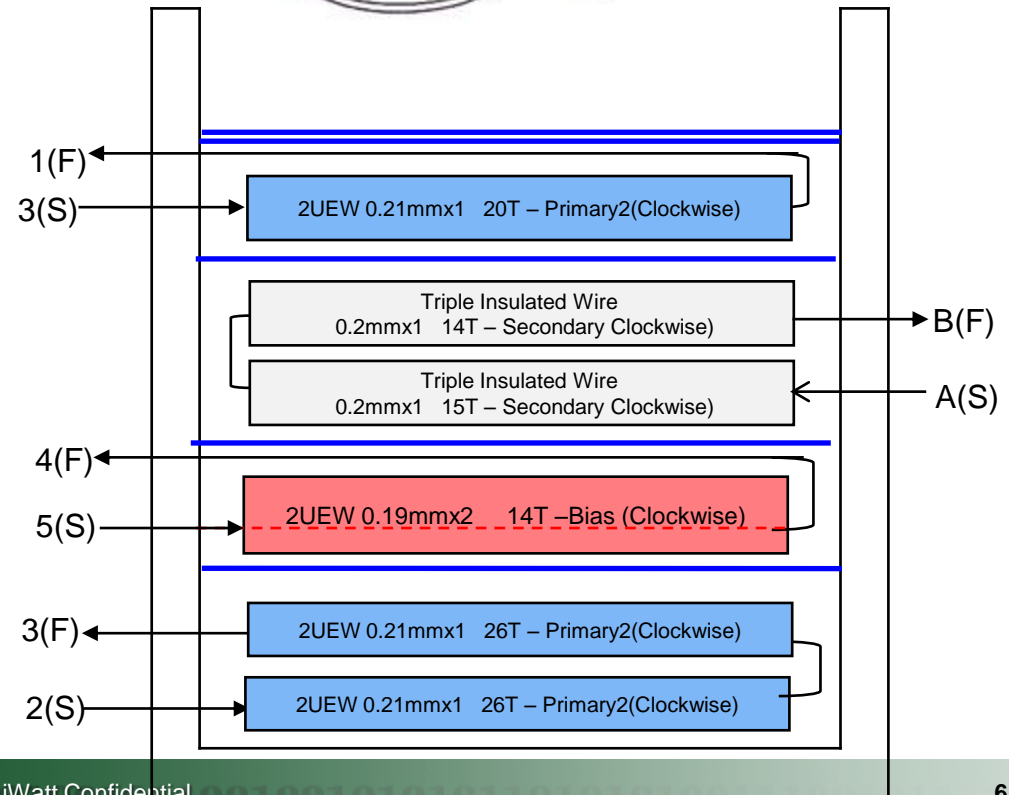 1(F)
3(S)
2UEW 0.21mmx1 20T – Primary2(Clockwise)
Triple Insulated Wire
0.2mmx1 14T – Secondary Clockwise)
B(F)
Triple Insulated Wire
0.2mmx1 15T – Secondary Clockwise)
A(S)
4(F)
5(S)
2UEW 0.19mmx2 14T –Bias (Clockwise)
3(F)
2UEW 0.21mmx1 26T – Primary2(Clockwise)
2(S)
2UEW 0.21mmx1 26T – Primary2(Clockwise)
iWatt Confidential
6